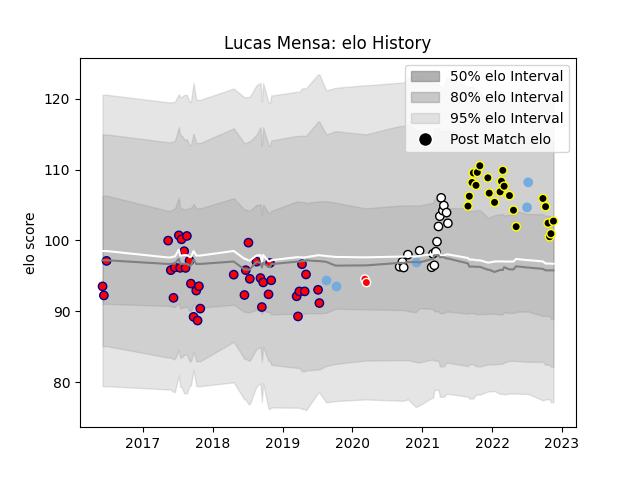 Lucas Mensa: elo History
50% elo Interval
80% elo Interval
95% elo Interval
Post Match elo
elo score
120
110
100
90
80
2017 2018 2019 2020 2021 2022 2023